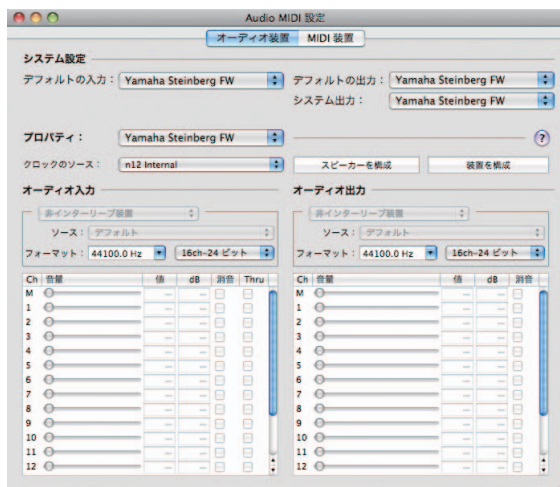 Audio MIDI 設定
オーディオ装置 MIDI 装置
システム設定
デフォルトの入力： Yamaha Steinberg FW
デフォルトの出力： Yamaha Steinberg FW
システム出力： Yamaha Steinberg FW
プロパティ： Yamaha Steinberg FW ?
クロックのソース： n12 Internal
スピーカーを構成 装置を構成
オーディオ入力
非インターリーブ装置
ソース： デフォルト
フォーマット： 44100.0 Hz 16ch-24 ビット
Ch 音量 値 dB 消音 Thru
M
1
2
3
4
5
6
7
8
9
10
11
12
オーディオ出力
非インターリーブ装置
ソース： デフォルト
フォーマット： 44100.0 Hz 16ch-24 ビット
Ch 音量 値 dB 消音
M
1
2
3
4
5
6
7
8
9
10
11
12